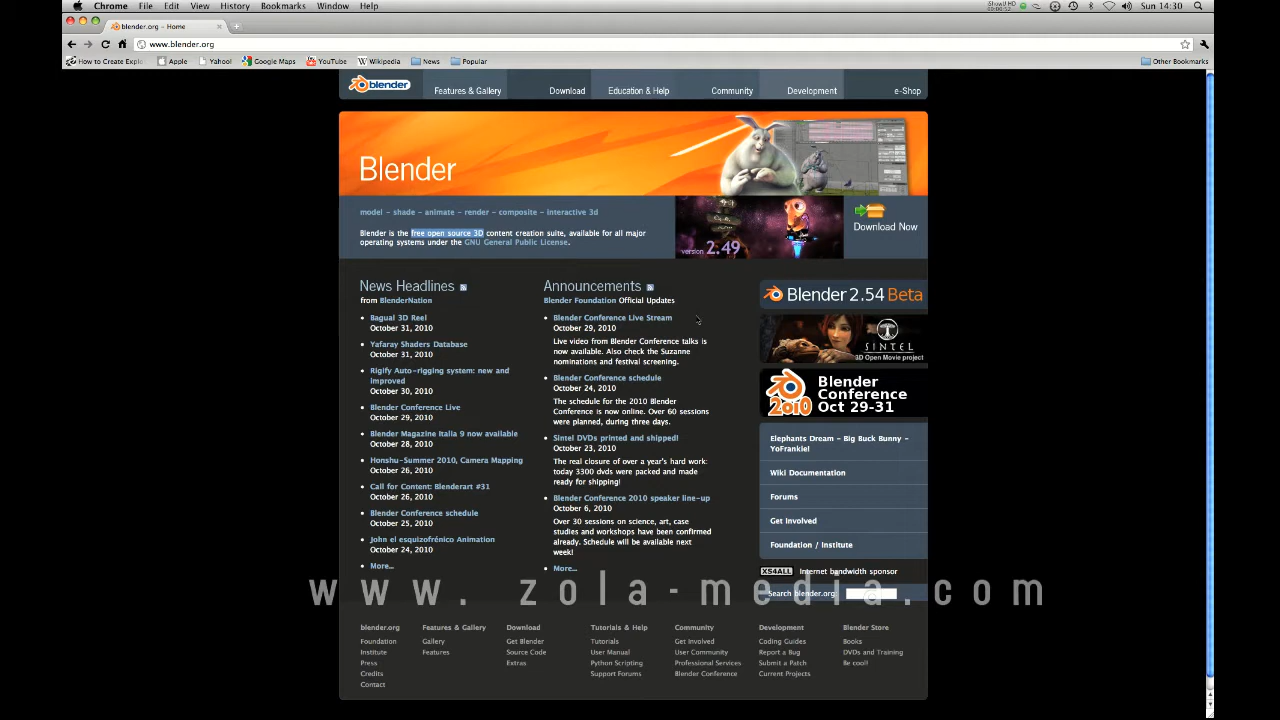 Chrome File Edit View History Bookmarks Window Help
Sun 14:30
blender.org - Home
www.blender.org
Apple Yahoo! Google Maps YouTube Wikipedia News Popular Other Bookmarks
blender Features & Gallery Download Education & Help Community Development e-Shop
Blender
model - shade - animate - render - composite - interactive 3d
Blender is the free open source 3D content creation suite, available for all major
operating systems under the GNU General Public License.
version 2.49
Download Now
News Headlines
from BlenderNation
Bagual 3D Reel
October 31, 2010
Yafaray Shaders Database
October 31, 2010
Rigify Auto-rigging system: new and
improved
October 30, 2010
Blender Conference Live
October 29, 2010
Blender Magazine Italia 9 now available
October 28, 2010
Honshu-Summer 2010, Camera Mapping
October 26, 2010
Call for Content: Blenderart #31
October 26, 2010
Blender Conference schedule
October 25, 2010
John el esquizofrénico Animation
October 24, 2010
More...
Announcements
Blender Foundation Official Updates
Blender Conference Live Stream
October 29, 2010
Live video from Blender Conference talks is
now available. Also check the Suzanne
nominations and festival screening.
Blender Conference schedule
October 24, 2010
The schedule for the 2010 Blender
Conference is now online. Over 60 sessions
were planned, during three days.
Sintel DVDs printed and shipped!
October 23, 2010
The real closure of over a year's hard work:
today 3300 dvds were packed and made
ready for shipping!
Blender Conference 2010 speaker line-up
October 6, 2010
Over 30 sessions on science, art, case
studies and workshops have been confirmed
already. Schedule will be available next
week!
More...
Blender 2.54 Beta
SINTEL
3D Open Movie project
2010
Blender
Conference
Oct 29-31
Elephants Dream - Big Buck Bunny -
YoFrankie!
Wiki Documentation
Forums
Get Involved
Foundation / Institute
XS4ALL Internet bandwidth sponsor
Search blender.org:
www.zola-media.com
blender.org
Foundation
Institute
Press
Credits
Contact
Features & Gallery
Gallery
Features
Download
Get Blender
Source Code
Extras
Tutorials & Help
Tutorials
User Manual
Python Scripting
Support Forums
Community
Get Involved
User Community
Professional Services
Blender Conference
Development
Coding Guides
Report a Bug
Submit a Patch
Current Projects
Blender Store
Books
DVDs and Training
Be cool!